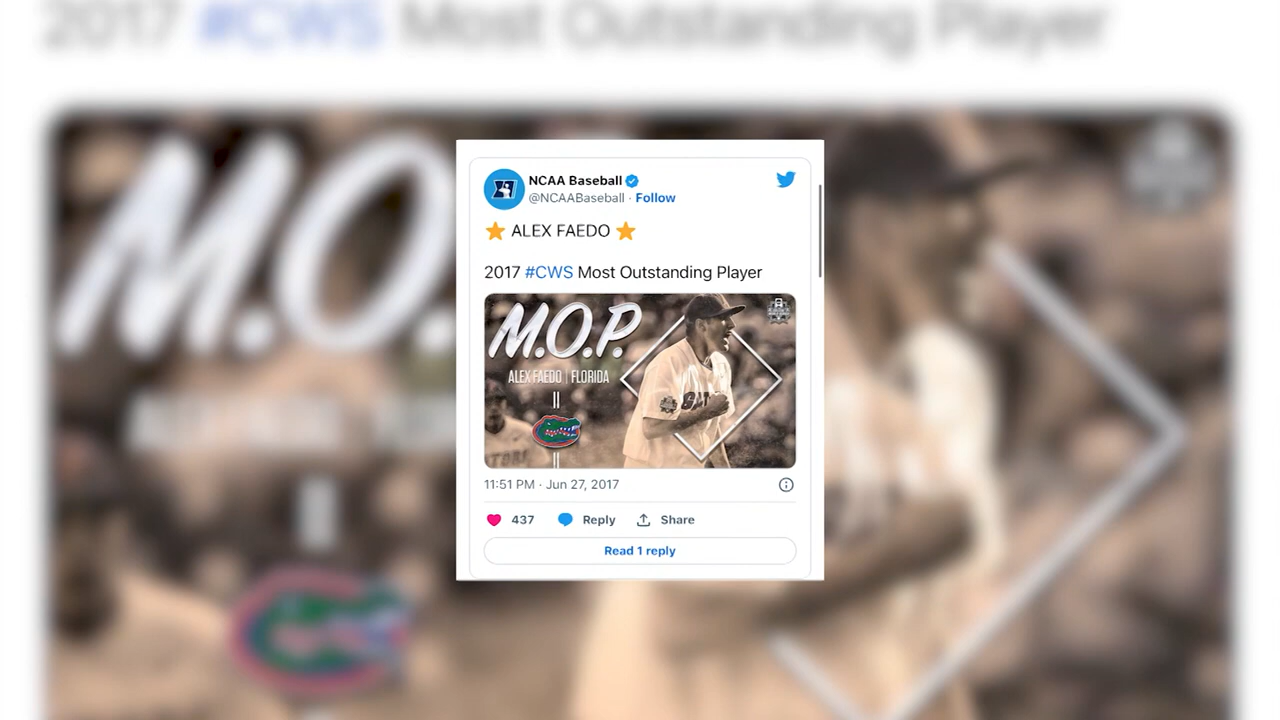 2017 #CWS Most Outstanding Player
M.O.
NCAA Baseball
@NCAABaseball · Follow
ALEX FAEDO
2017 #CWS Most Outstanding Player
M.O.P.
ALEX FAEDO | FLORIDA
11:51 PM · Jun 27, 2017
437 Reply Share
Read 1 reply